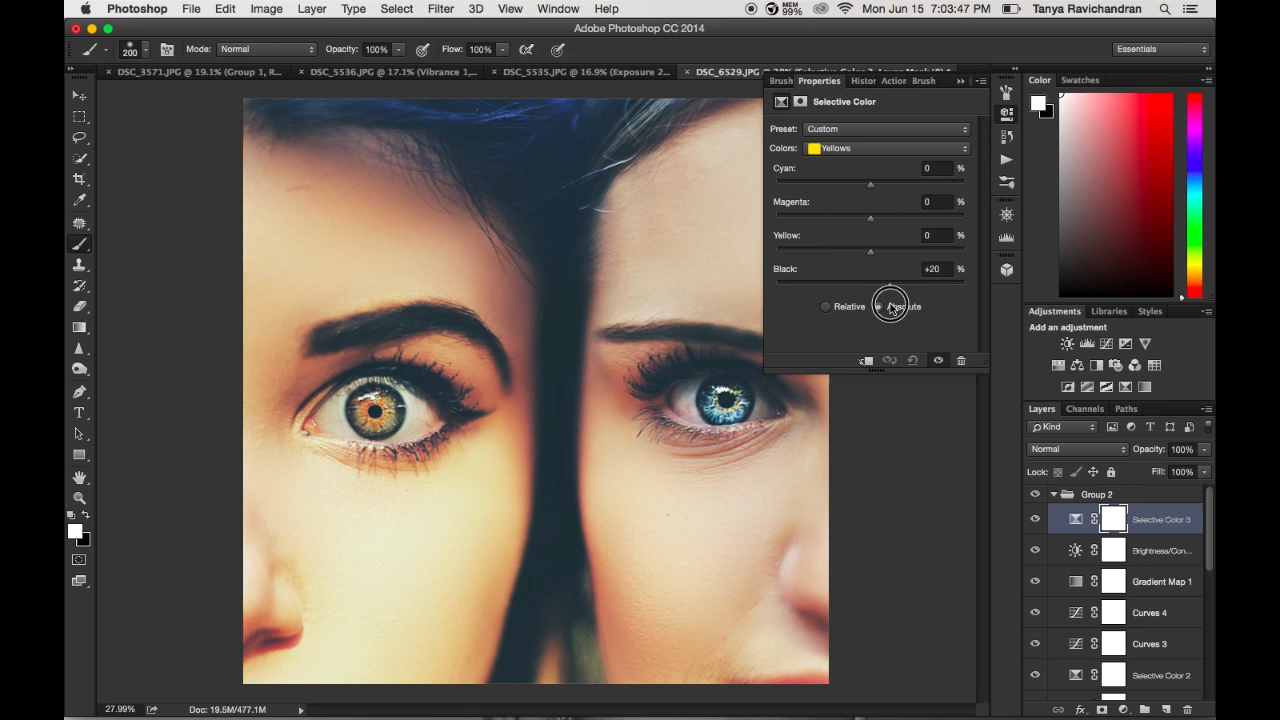 Photoshop File Edit Image Layer Type Select Filter 3D View Window Help MEM 99% Mon Jun 15 7:03:47 PM Tanya Ravichandran
Adobe Photoshop CC 2014
200 Mode: Normal Opacity: 100% Flow: 100% Essentials
× DSC_3571.JPG @ 19.1% (Group 1, R... × DSC_5536.JPG @ 17.1% (Vibrance 1,... × DSC_5535.JPG @ 16.9% (Exposure 2... × DSC_6529.JPG @
Brush Properties Histor Action Brush
Color Swatches
Selective Color
Preset: Custom
Colors: Yellows
Cyan: 0 %
Magenta: 0 %
Yellow: 0 %
Black: +20 %
Relative
Adjustments Libraries Styles
Add an adjustment
Layers Channels Paths
Kind
Normal Opacity: 100%
Lock: Fill: 100%
Group 2
Selective Color 3
Brightness/Con...
Gradient Map 1
Curves 4
Curves 3
Selective Color 2
27.99% Doc: 19.5M/477.1M